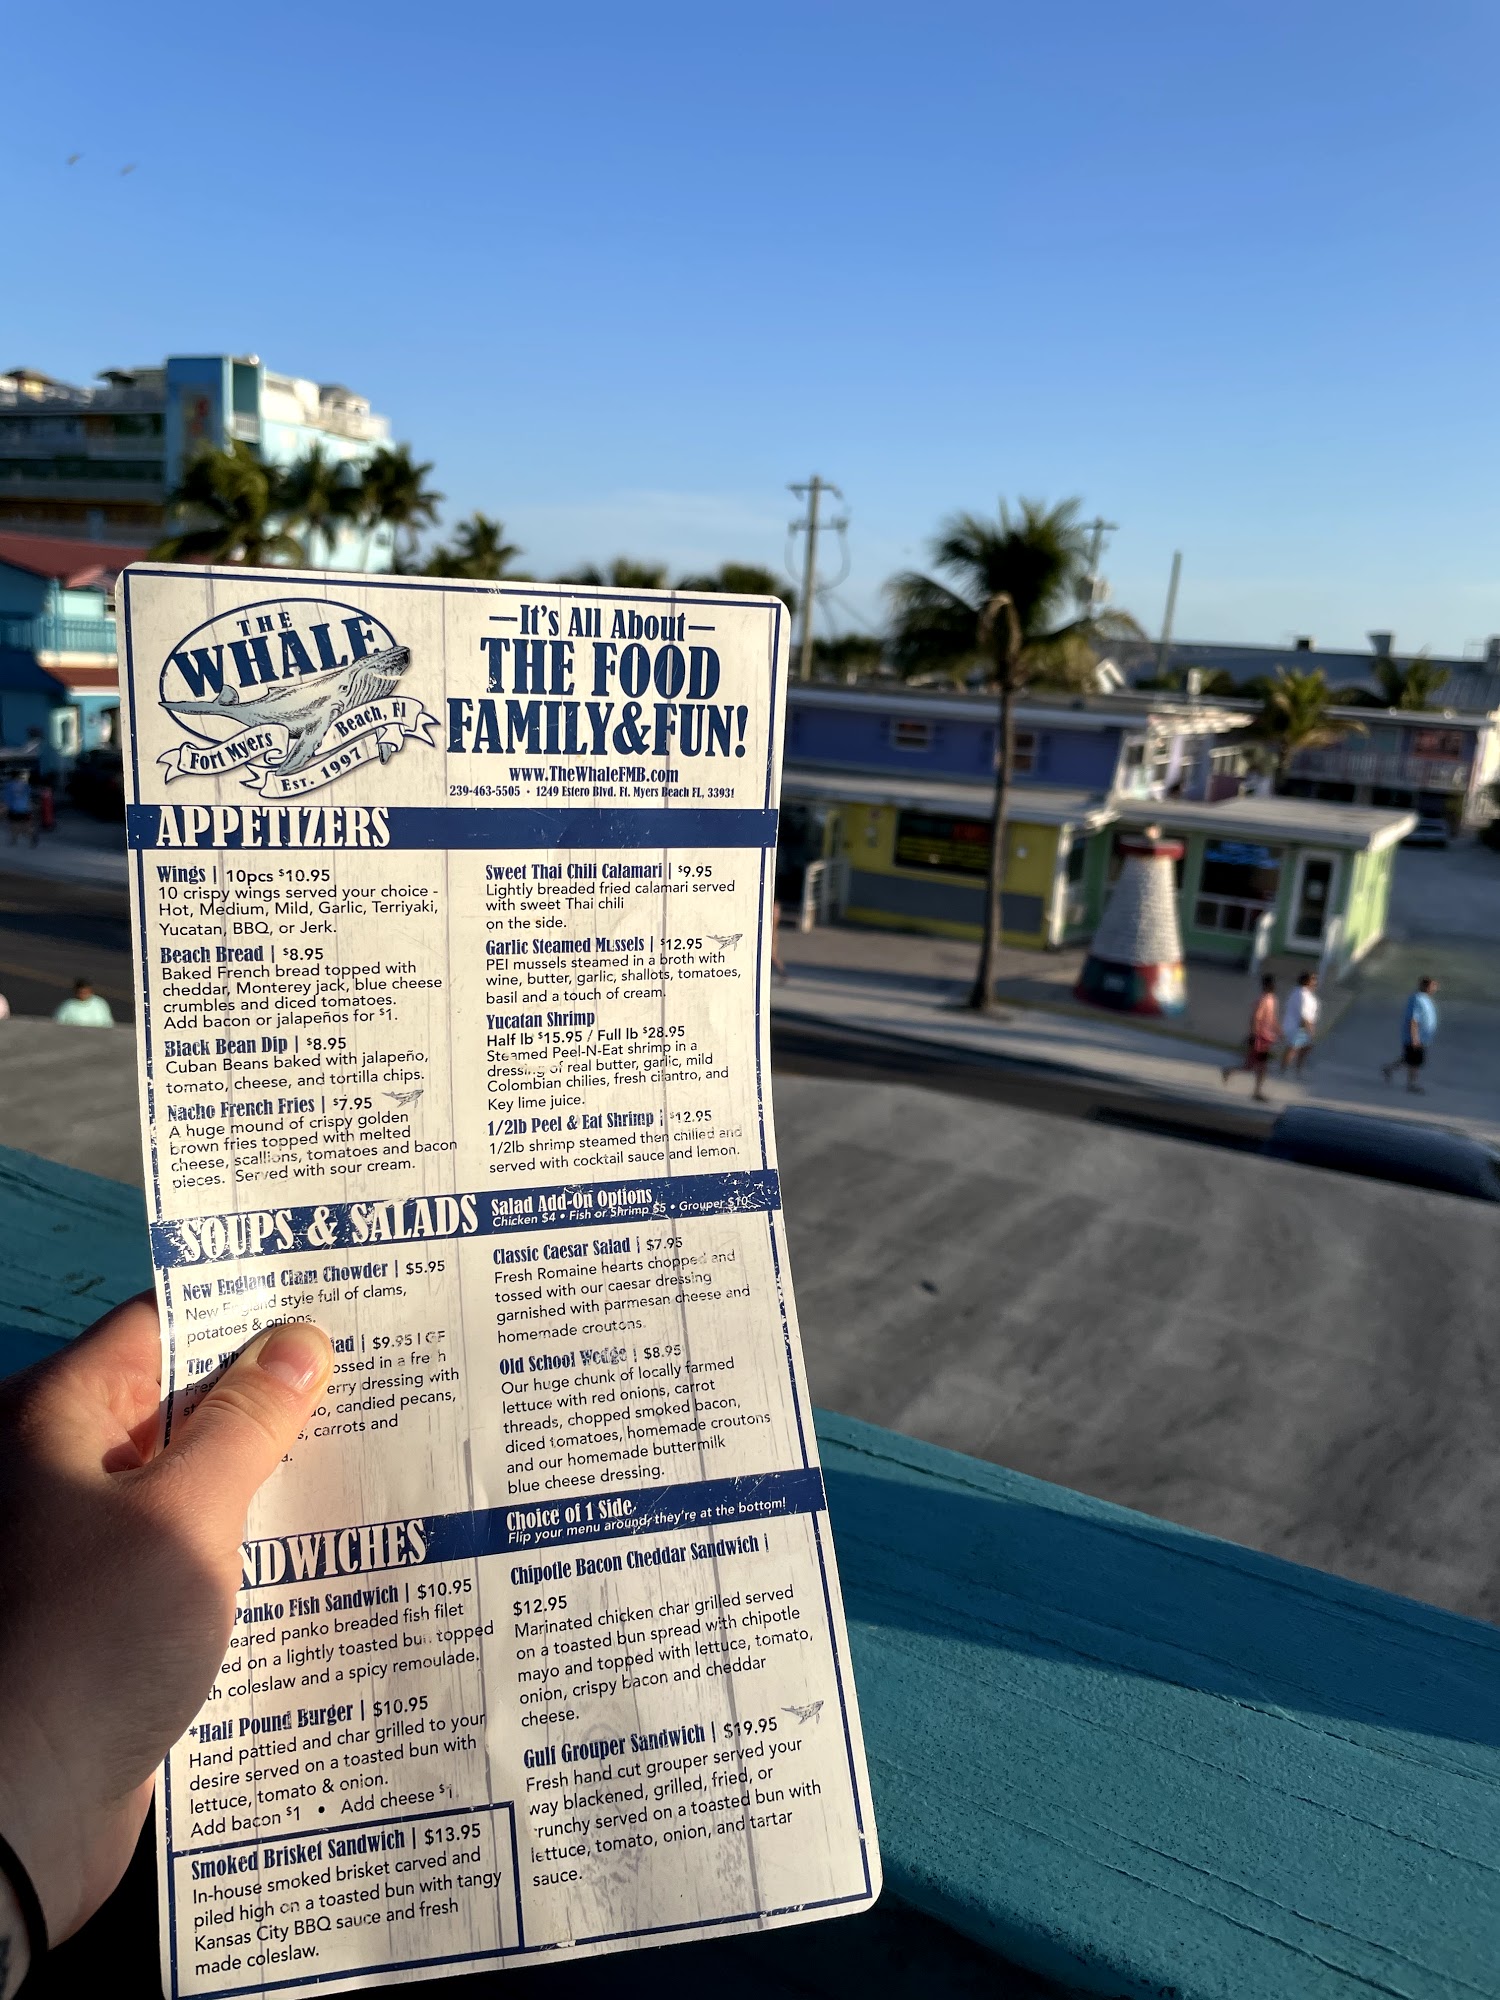 THE
WHALE
Fort Myers
Beach, Fl
Est. 1997
—It's All About—
THE FOOD
FAMILY&FUN!
www.TheWhaleFMB.com
239-463-5505 • 1249 Estero Blvd. Ft. Myers Beach FL, 33931
APPETIZERS
Wings | 10pcs $10.95
10 crispy wings served your choice -
Hot, Medium, Mild, Garlic, Terriyaki,
Yucatan, BBQ, or Jerk.
Beach Bread | $8.95
Baked French bread topped with
cheddar, Monterey jack, blue cheese
crumbles and diced tomatoes.
Add bacon or jalapeños for $1.
Black Bean Dip | $8.95
Cuban Beans baked with jalapeño,
tomato, cheese, and tortilla chips.
Nacho French Fries | $7.95
A huge mound of crispy golden
brown fries topped with melted
cheese, scallions, tomatoes and bacon
pieces. Served with sour cream.
Sweet Thai Chili Calamari | $9.95
Lightly breaded fried calamari served
with sweet Thai chili
on the side.
Garlic Steamed Mussels | $12.95
PEI mussels steamed in a broth with
wine, butter, garlic, shallots, tomatoes,
basil and a touch of cream.
Yucatan Shrimp
Half lb $15.95 / Full lb $28.95
Steamed Peel-N-Eat shrimp in a
dressing of real butter, garlic, mild
Colombian chilies, fresh cilantro, and
Key lime juice.
1/2lb Peel & Eat Shrimp | $12.95
1/2lb shrimp steamed then chilled and
served with cocktail sauce and lemon.
SOUPS & SALADS
Salad Add-On Options
Chicken $4 • Fish or Shrimp $5 • Grouper $10
New England Clam Chowder | $5.95
New England style full of clams,
potatoes & onions.
The | $9.95 | GF
in a fresh
dressing with
candied pecans,
carrots and
Classic Caesar Salad | $7.95
Fresh Romaine hearts chopped and
tossed with our caesar dressing
garnished with parmesan cheese and
homemade croutons.
Old School Wedge | $8.95
Our huge chunk of locally farmed
lettuce with red onions, carrot
threads, chopped smoked bacon,
diced tomatoes, homemade croutons
and our homemade buttermilk
blue cheese dressing.
NDWICHES
Choice of 1 Side
Flip your menu around, they're at the bottom!
Panko Fish Sandwich | $10.95
eared panko breaded fish filet
ed on a lightly toasted bun topped
th coleslaw and a spicy remoulade.
*Half Pound Burger | $10.95
Hand pattied and char grilled to your
desire served on a toasted bun with
lettuce, tomato & onion.
Add bacon $1 • Add cheese $1
Smoked Brisket Sandwich | $13.95
In-house smoked brisket carved and
piled high on a toasted bun with tangy
Kansas City BBQ sauce and fresh
made coleslaw.
Chipotle Bacon Cheddar Sandwich |
$12.95
Marinated chicken char grilled served
on a toasted bun spread with chipotle
mayo and topped with lettuce, tomato,
onion, crispy bacon and cheddar
cheese.
Gulf Grouper Sandwich | $19.95
Fresh hand cut grouper served your
way blackened, grilled, fried, or
crunchy served on a toasted bun with
lettuce, tomato, onion, and tartar
sauce.